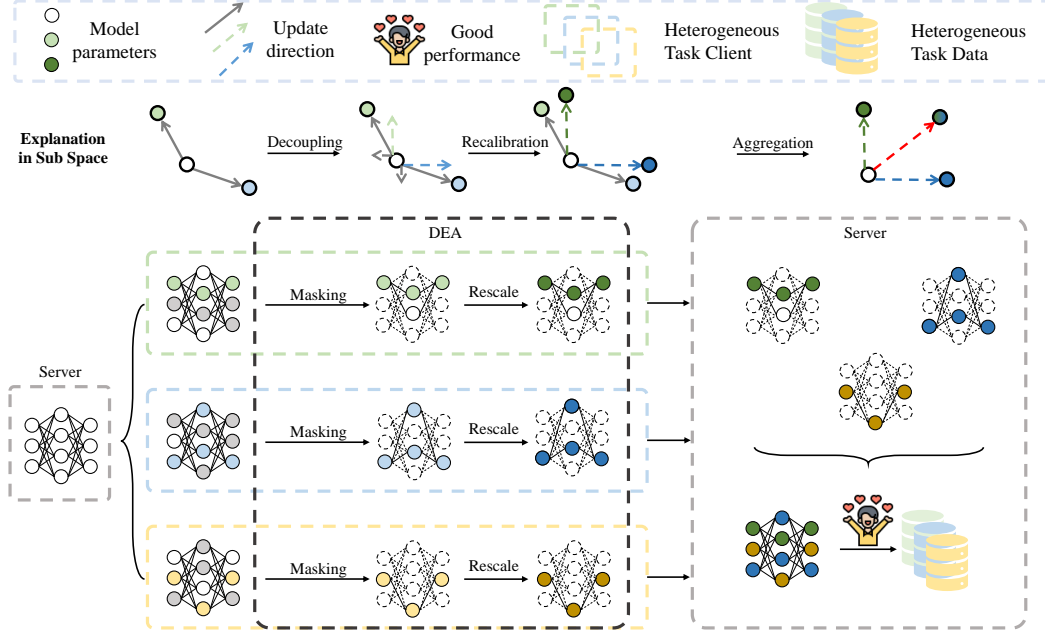 Model
parameters
Update
direction
Good
performance
Heterogeneous
Task Client
Heterogeneous
Task Data
Explanation
in Sub Space
Decoupling
Recalibration
Aggregation
DEA
Server
Masking
Rescale
Server
Masking
Rescale
Masking
Rescale